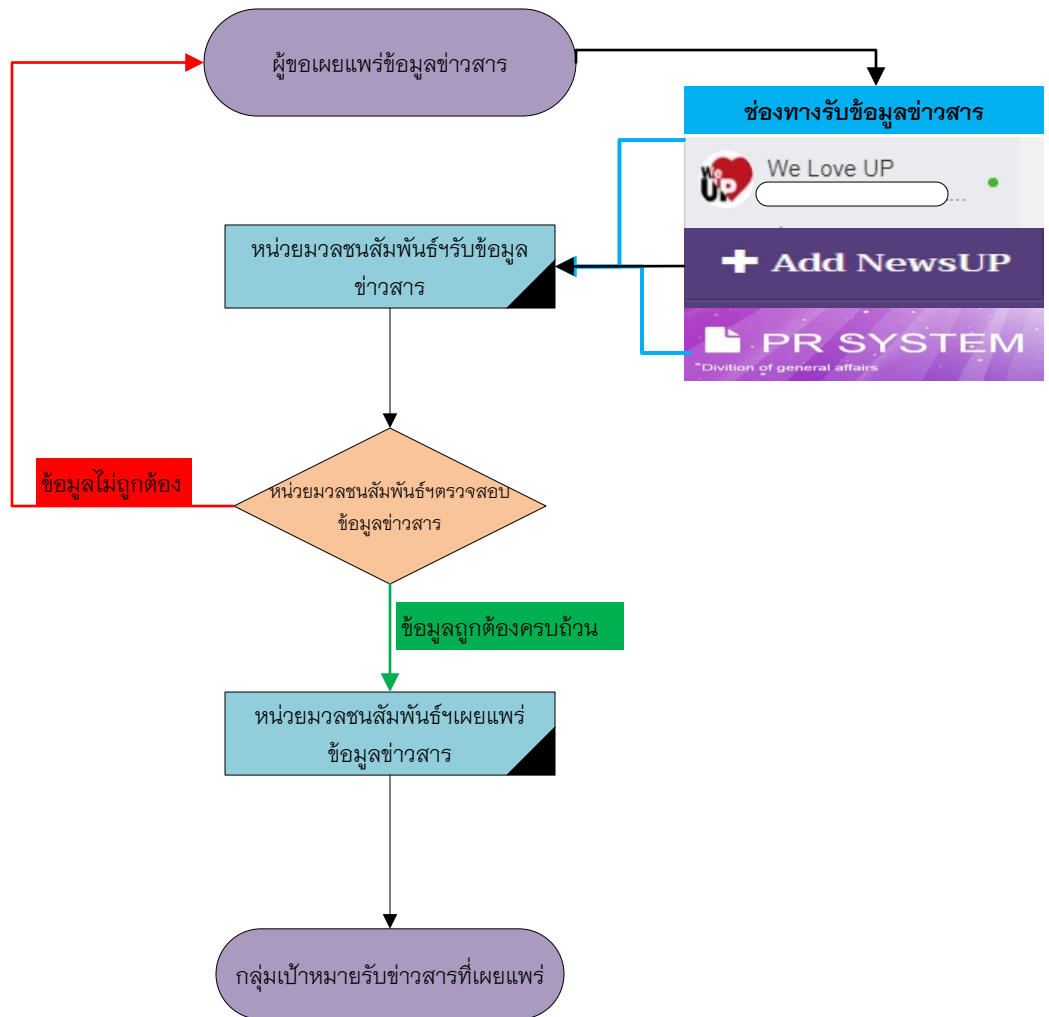 ผู้ขอเผยแพร่ข้อมูลข่าวสาร
ช่องทางรับข้อมูลข่าวสาร
We UP
We Love UP
...
Add NewsUP
PR SYSTEM
"Divition of general affairs
หน่วยมวลชนสัมพันธ์ฯรับข้อมูล
ข่าวสาร
ข้อมูลไม่ถูกต้อง
หน่วยมวลชนสัมพันธ์ฯตรวจสอบ
ข้อมูลข่าวสาร
ข้อมูลถูกต้องครบถ้วน
หน่วยมวลชนสัมพันธ์ฯเผยแพร่
ข้อมูลข่าวสาร
กลุ่มเป้าหมายรับข่าวสารที่เผยแพร่